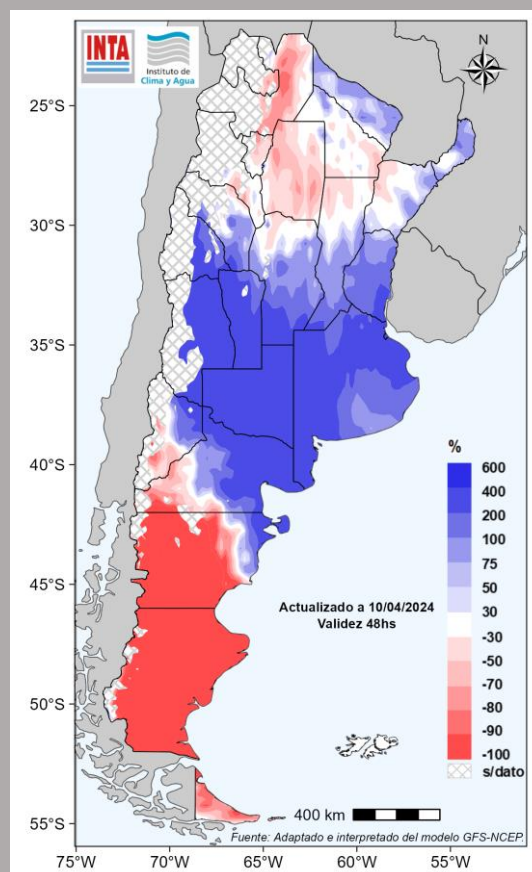 INTA
Instituto de
Clima y Agua
N
25°S
30°S
35°S
40°S
45°S
50°S
55°S
%
600
400
200
100
75
50
30
-30
-50
-70
-80
-90
-100
s/dato
Actualizado a 10/04/2024
Validez 48hs
400 km
Fuente: Adaptado e interpretado del modelo GFS-NCEP.
75°W
70°W
65°W
60°W
55°W